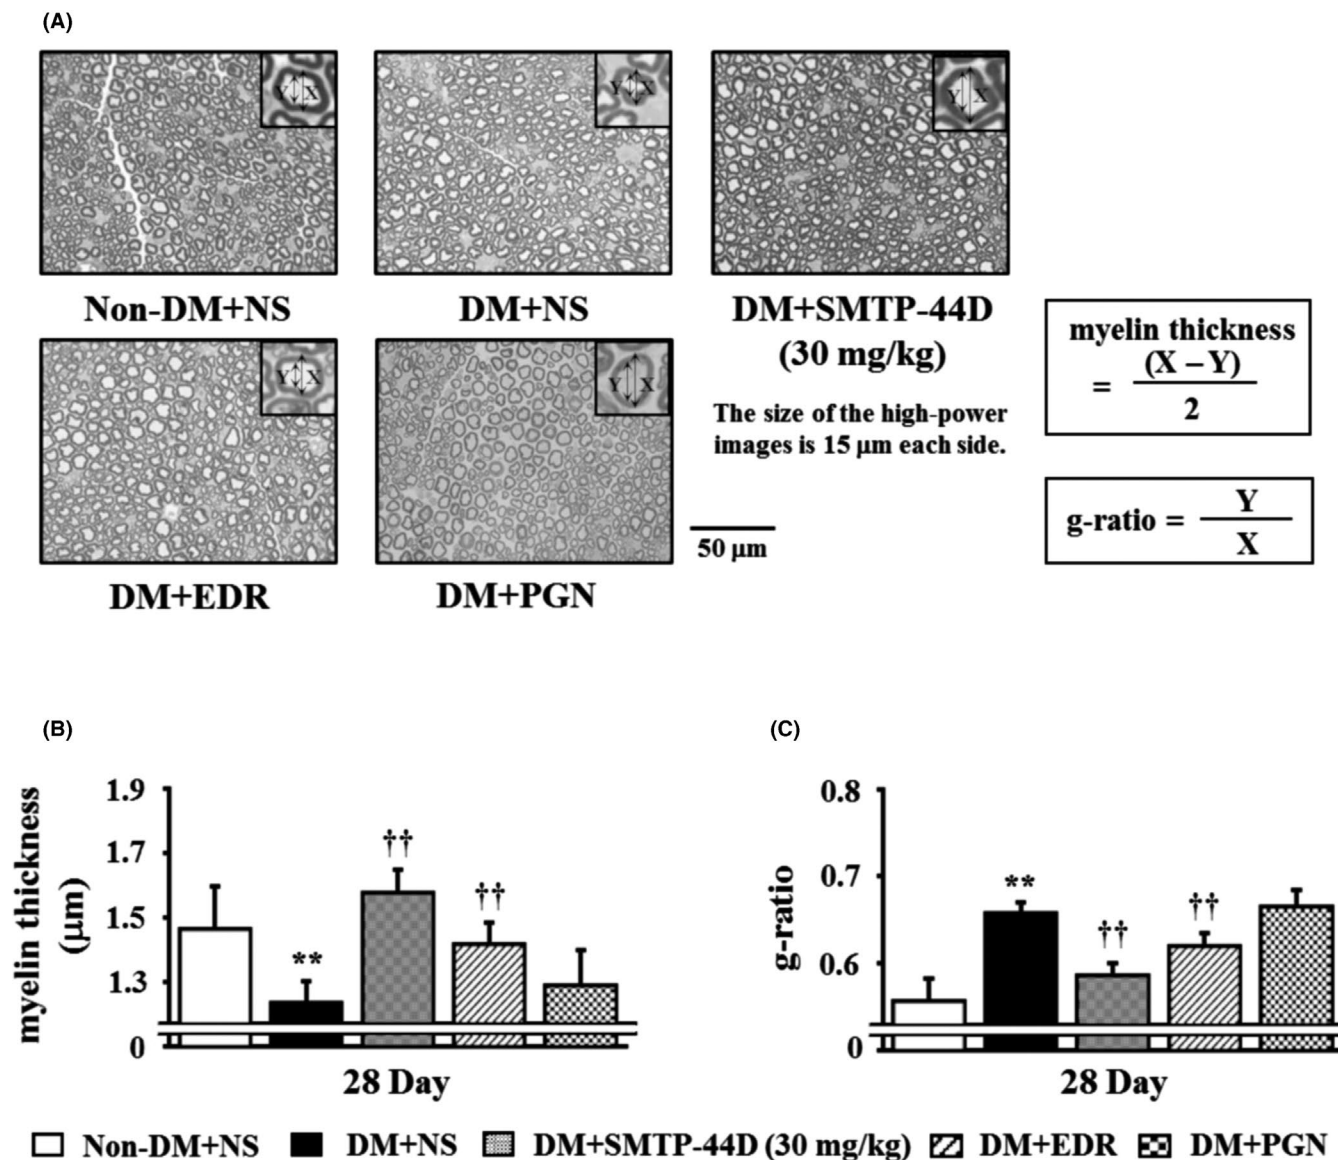 (A)
Y X
Y X
Y X
Non-DM+NS
DM+NS
DM+SMTP-44D
(30 mg/kg)
Y X
Y X
The size of the high-power
images is 15 μm each side.
myelin thickness
= (X – Y)
2
g-ratio = Y
X
50 μm
DM+EDR
DM+PGN
(B)
myelin thickness
(μm)
1.9
1.7
1.5
1.3
0
**
††
††
28 Day
(C)
g-ratio
0.8
0.7
0.6
0
**
††
††
28 Day
Non-DM+NS DM+NS DM+SMTP-44D (30 mg/kg) DM+EDR DM+PGN